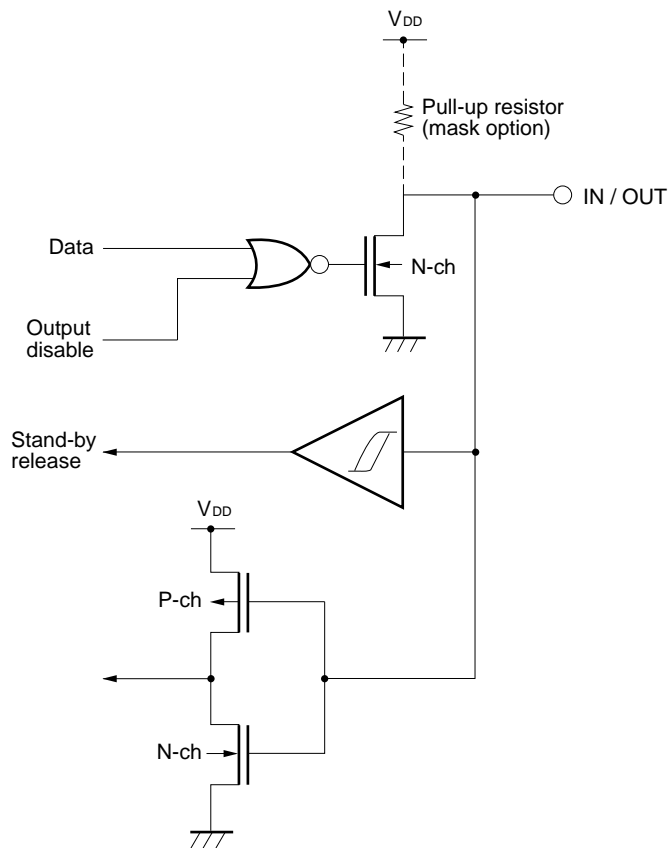 VDD
Pull-up resistor
(mask option)
IN / OUT
Data
N-ch
Output
disable
Stand-by
release
VDD
P-ch
N-ch